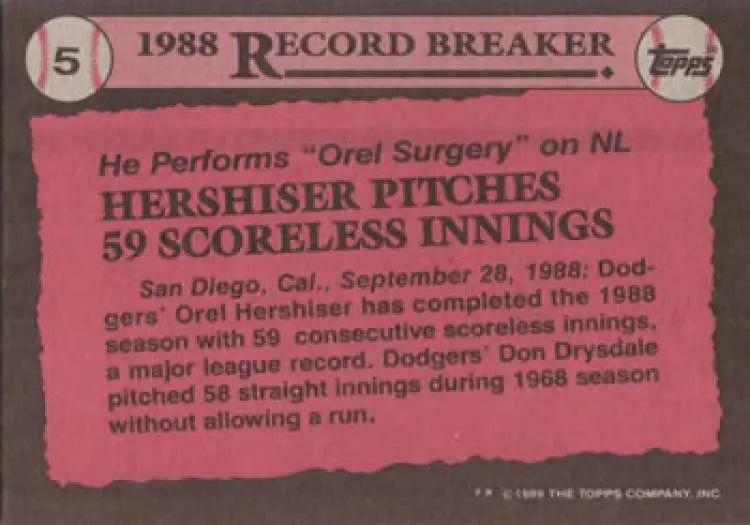 5
1988 RECORD BREAKER
Topps
He Performs "Orel Surgery" on NL
HERSHISER PITCHES
59 SCORELESS INNINGS
San Diego, Cal., September 28, 1988: Dod-
gers' Orel Hershiser has completed the 1988
season with 59 consecutive scoreless innings,
a major league record. Dodgers' Don Drysdale
pitched 58 straight innings during 1968 season
without allowing a run.
© 1989 THE TOPPS COMPANY, INC.